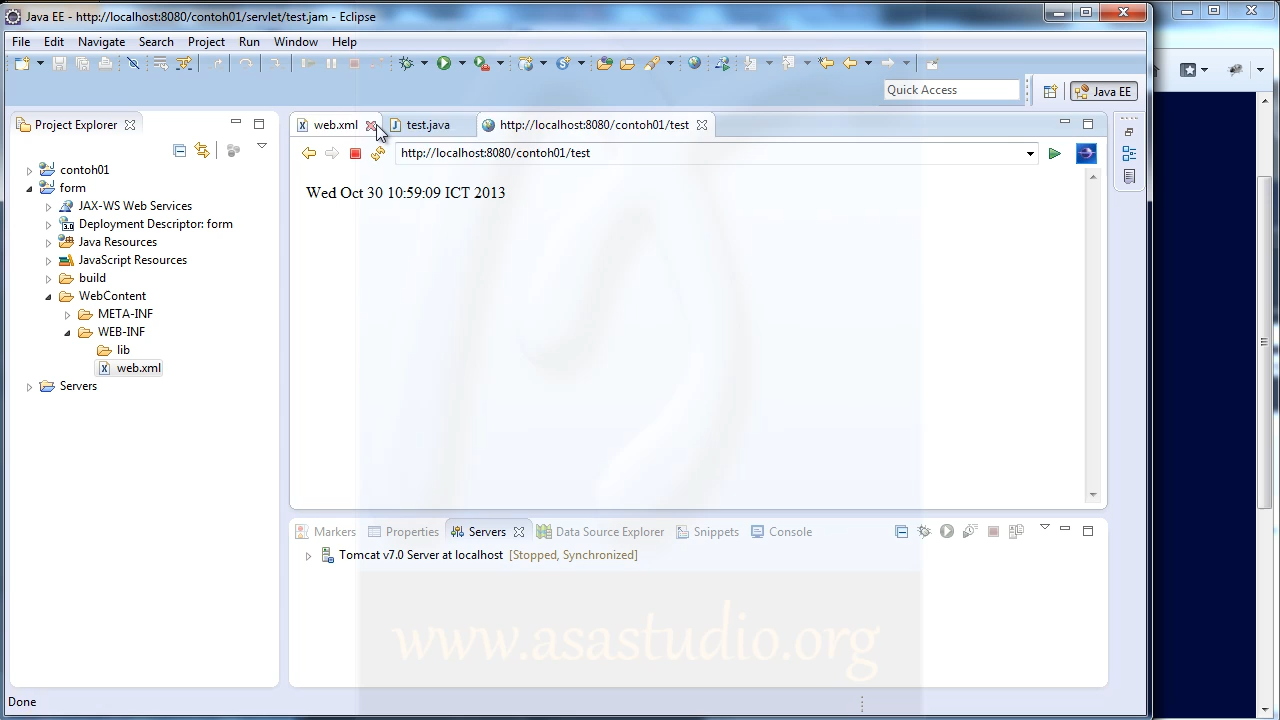 Java EE - http://localhost:8080/contoh01/servlet/test.jam - Eclipse
File Edit Navigate Search Project Run Window Help
Quick Access
Java EE
Project Explorer
web.xml
test.java
http://localhost:8080/contoh01/test
http://localhost:8080/contoh01/test
contoh01
form
JAX-WS Web Services
Deployment Descriptor: form
3.0
Java Resources
JavaScript Resources
build
WebContent
META-INF
WEB-INF
lib
web.xml
Servers
Wed Oct 30 10:59:09 ICT 2013
Markers
Properties
Servers
Data Source Explorer
Snippets
Console
Tomcat v7.0 Server at localhost [Stopped, Synchronized]
www.asastudio.org
Done